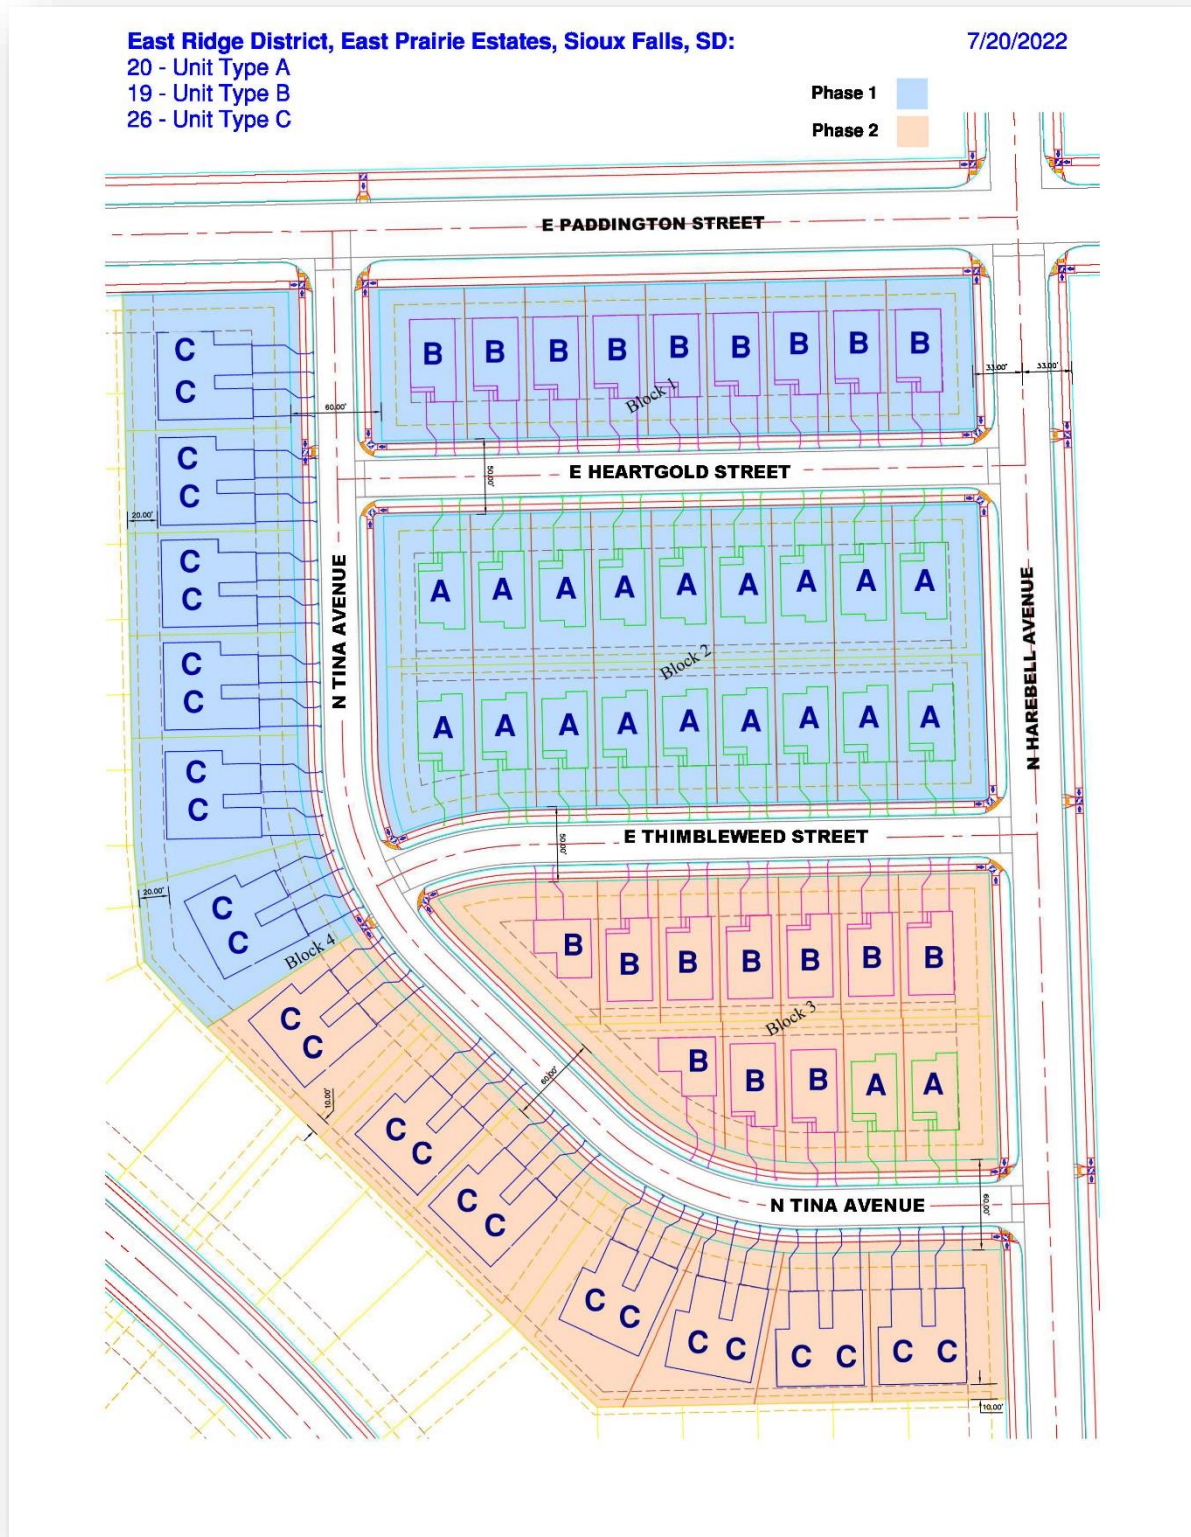 East Ridge District, East Prairie Estates, Sioux Falls, SD:
7/20/2022
20 - Unit Type A
19 - Unit Type B
26 - Unit Type C
Phase 1
Phase 2
E PADDINGTON STREET
C
C
B B B B B B B B B
Block 1
33.00' 33.00'
60.00'
C
C
50.00'
E HEARTGOLD STREET
20.00'
N TINA AVENUE
N HAREBELL AVENUE
C
C
A A A A A A A A A
Block 2
C
C
A A A A A A A A A
C
C
E THIMBLEWEED STREET
50.00'
20.00'
C
C
Block 4
B B B B B B B
Block 3
C
C
B B B A A
10.00'
60.00'
C
C
C
C
N TINA AVENUE
60.00'
C C
C C
C C
C C
10.00'